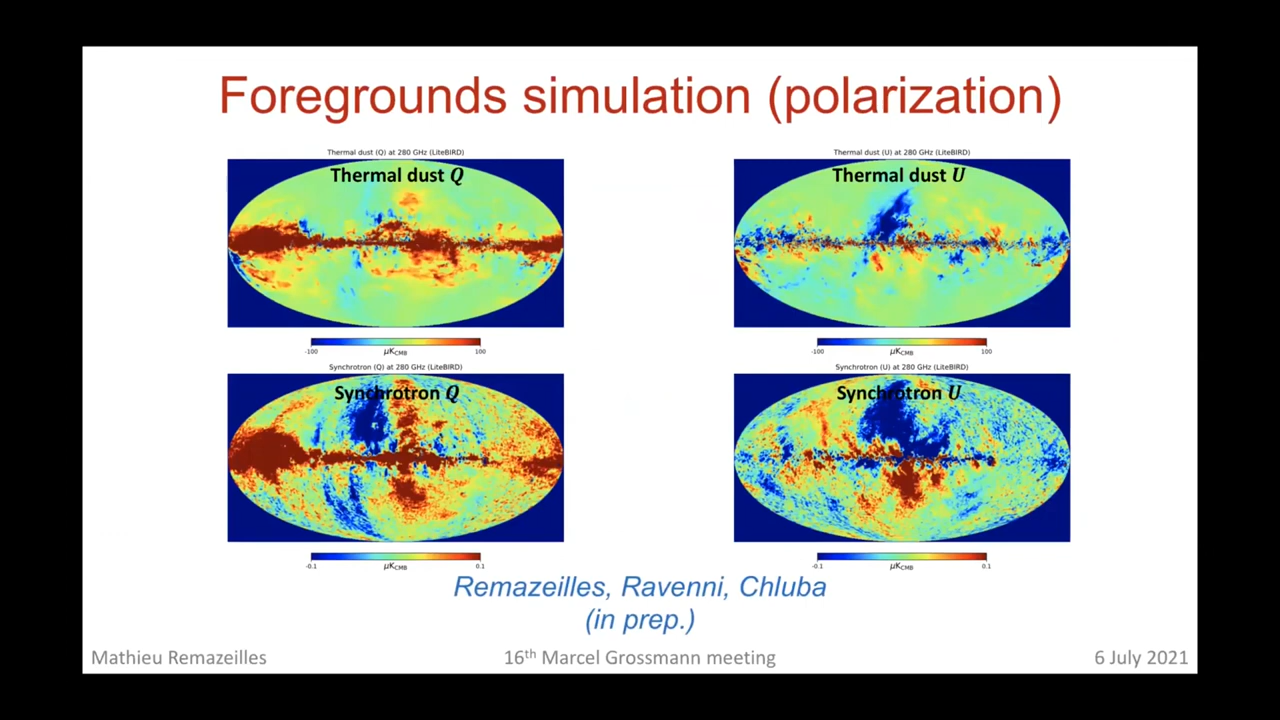 Foregrounds simulation (polarization)
Thermal dust (Q) at 280 GHz (LiteBIRD)
Thermal dust Q
-100
μK_CMB
100
Thermal dust (U) at 280 GHz (LiteBIRD)
Thermal dust U
-100
μK_CMB
100
Synchrotron (Q) at 280 GHz (LiteBIRD)
Synchrotron Q
-0.1
μK_CMB
0.1
Synchrotron (U) at 280 GHz (LiteBIRD)
Synchrotron U
-0.1
μK_CMB
0.1
Remazeilles, Ravenni, Chluba
(in prep.)
Mathieu Remazeilles
16th Marcel Grossmann meeting
6 July 2021